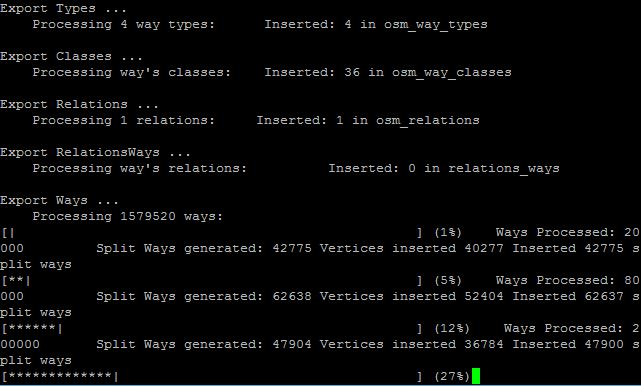 Export Types ...
    Processing 4 way types:      Inserted: 4 in osm_way_types
Export Classes ...
    Processing way's classes:    Inserted: 36 in osm_way_classes
Export Relations ...
    Processing 1 relations:     Inserted: 1 in osm_relations
Export RelationsWays ...
    Processing way's relations:          Inserted: 0 in relations_ways
Export Ways ...
    Processing 1579520 ways:
[|                                                  ] (1%)    Ways Processed: 20
000         Split Ways generated: 42775 Vertices inserted 40277 Inserted 42775 s
plit ways
[**|                                                ] (5%)    Ways Processed: 80
000         Split Ways generated: 62638 Vertices inserted 52404 Inserted 62637 s
plit ways
[******|                                            ] (12%)    Ways Processed: 2
00000       Split Ways generated: 47904 Vertices inserted 36784 Inserted 47900 s
plit ways
[*************|                                     ] (27%)